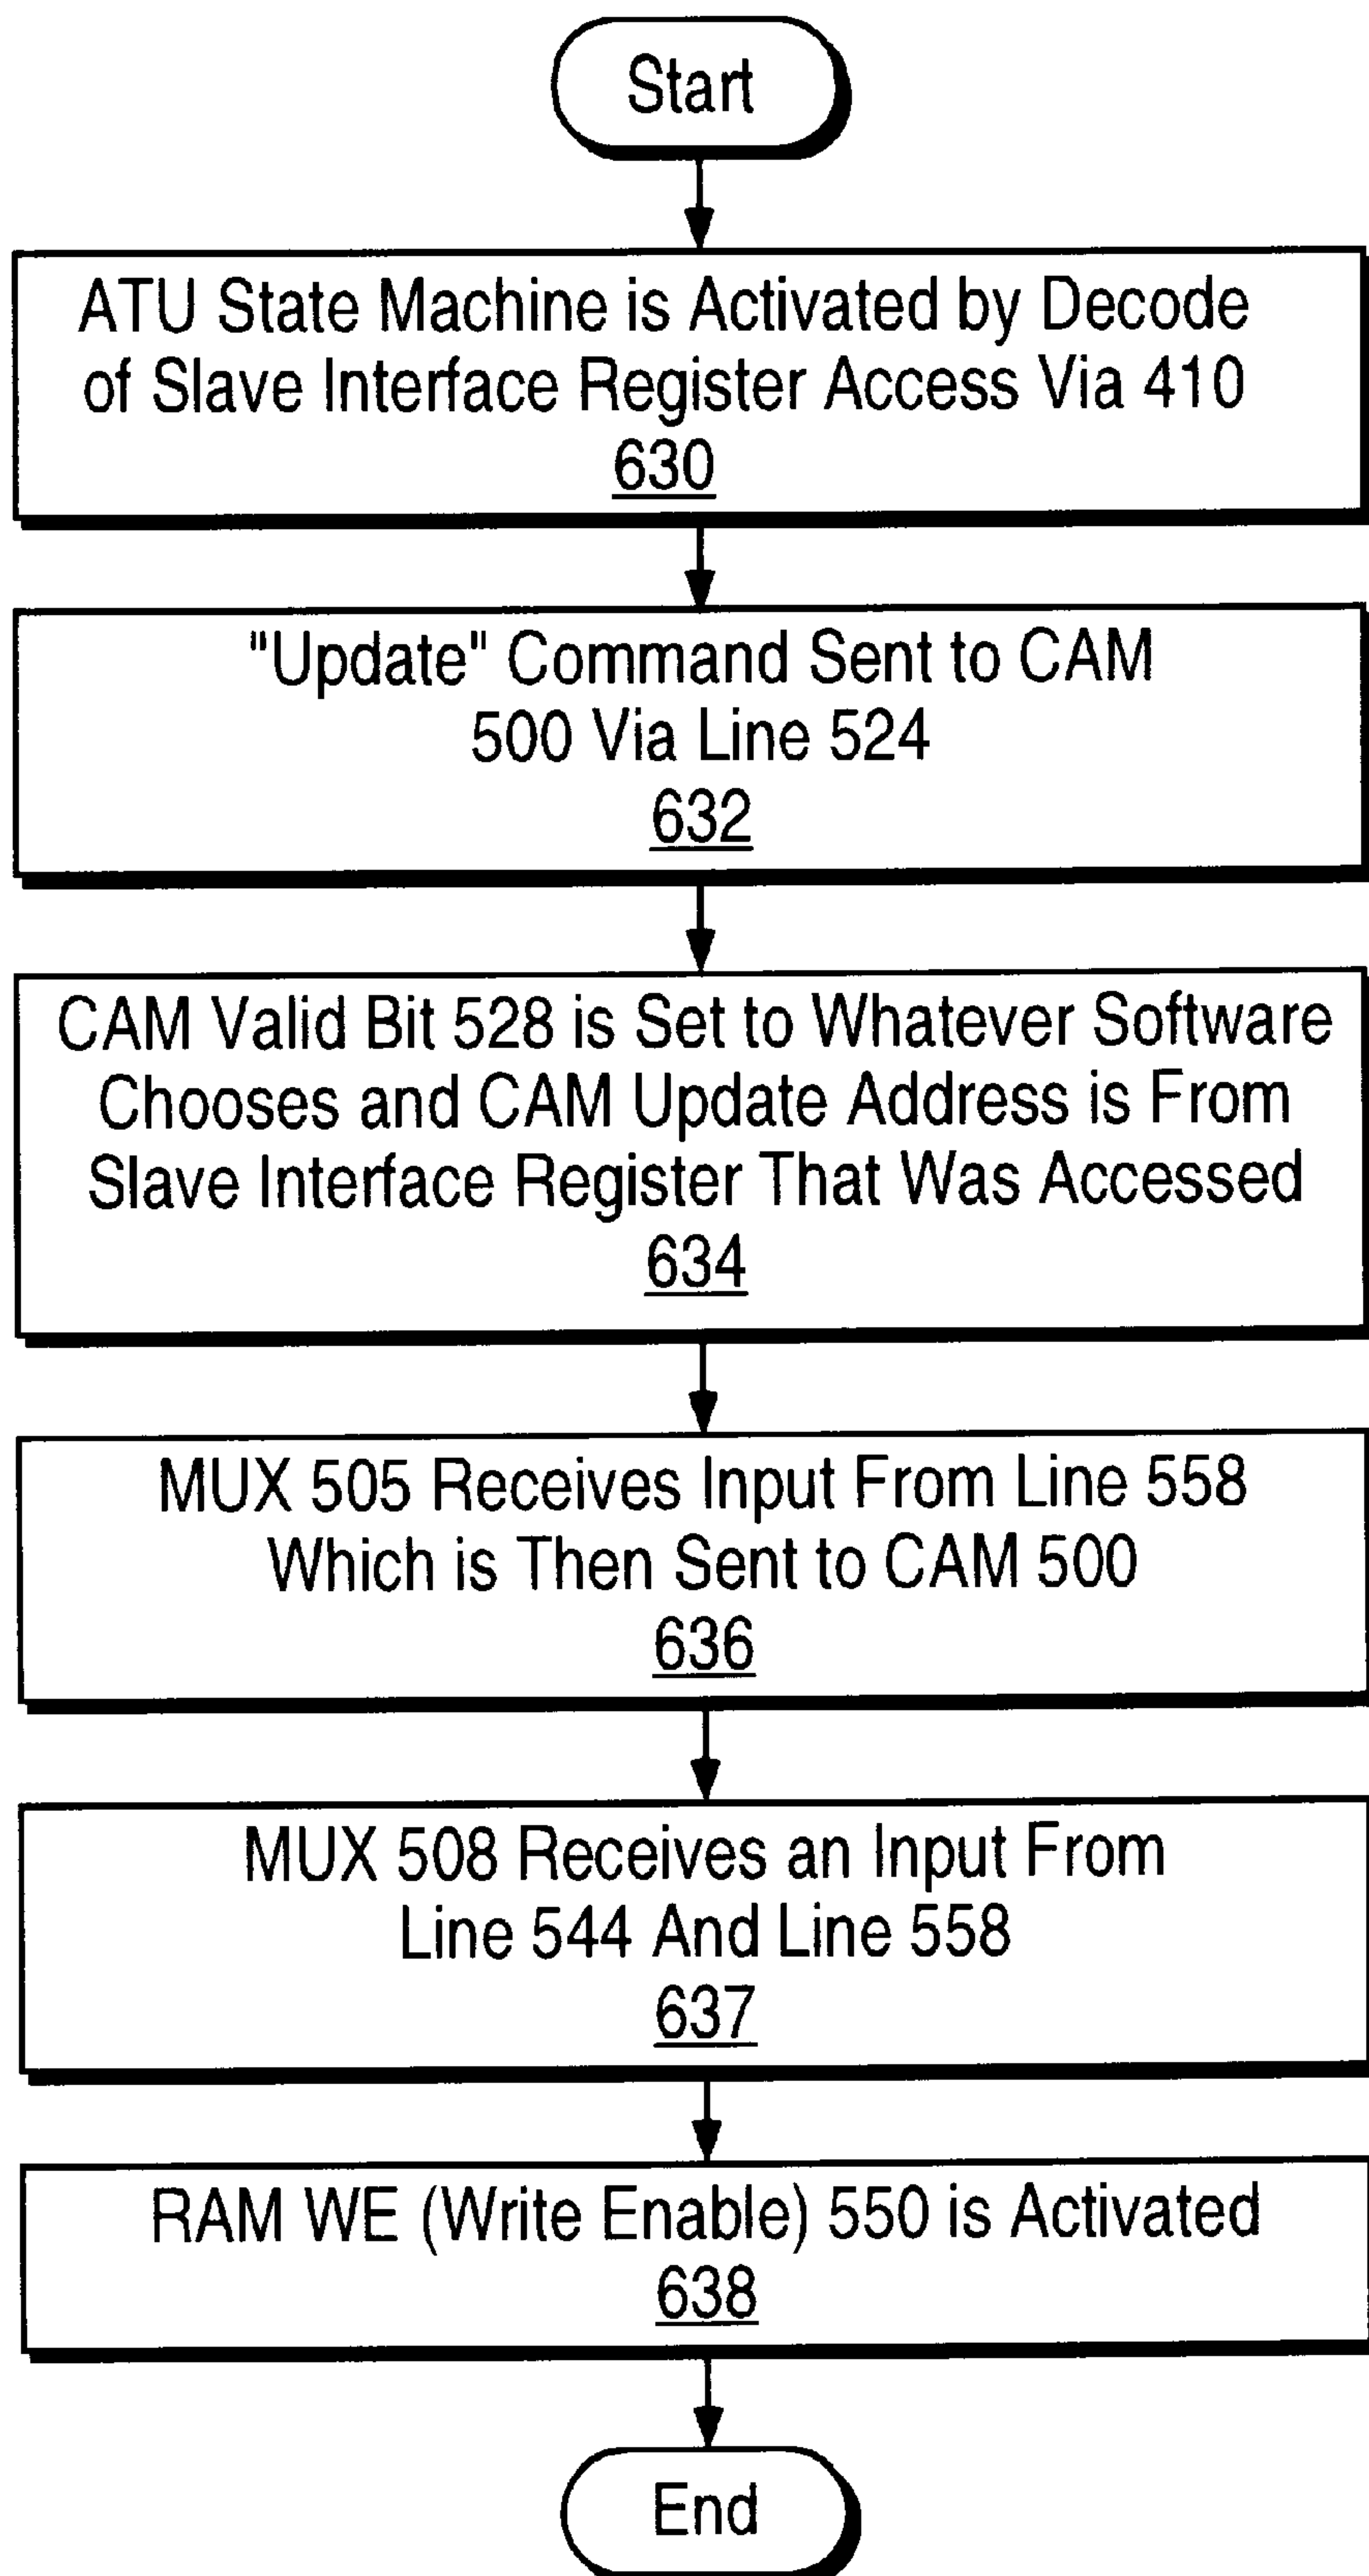 Start
ATU State Machine is Activated by Decode
of Slave Interface Register Access Via 410
630
"Update" Command Sent to CAM
500 Via Line 524
632
CAM Valid Bit 528 is Set to Whatever Software
Chooses and CAM Update Address is From
Slave Interface Register That Was Accessed
634
MUX 505 Receives Input From Line 558
Which is Then Sent to CAM 500
636
MUX 508 Receives an Input From
Line 544 And Line 558
637
RAM WE (Write Enable) 550 is Activated
638
End